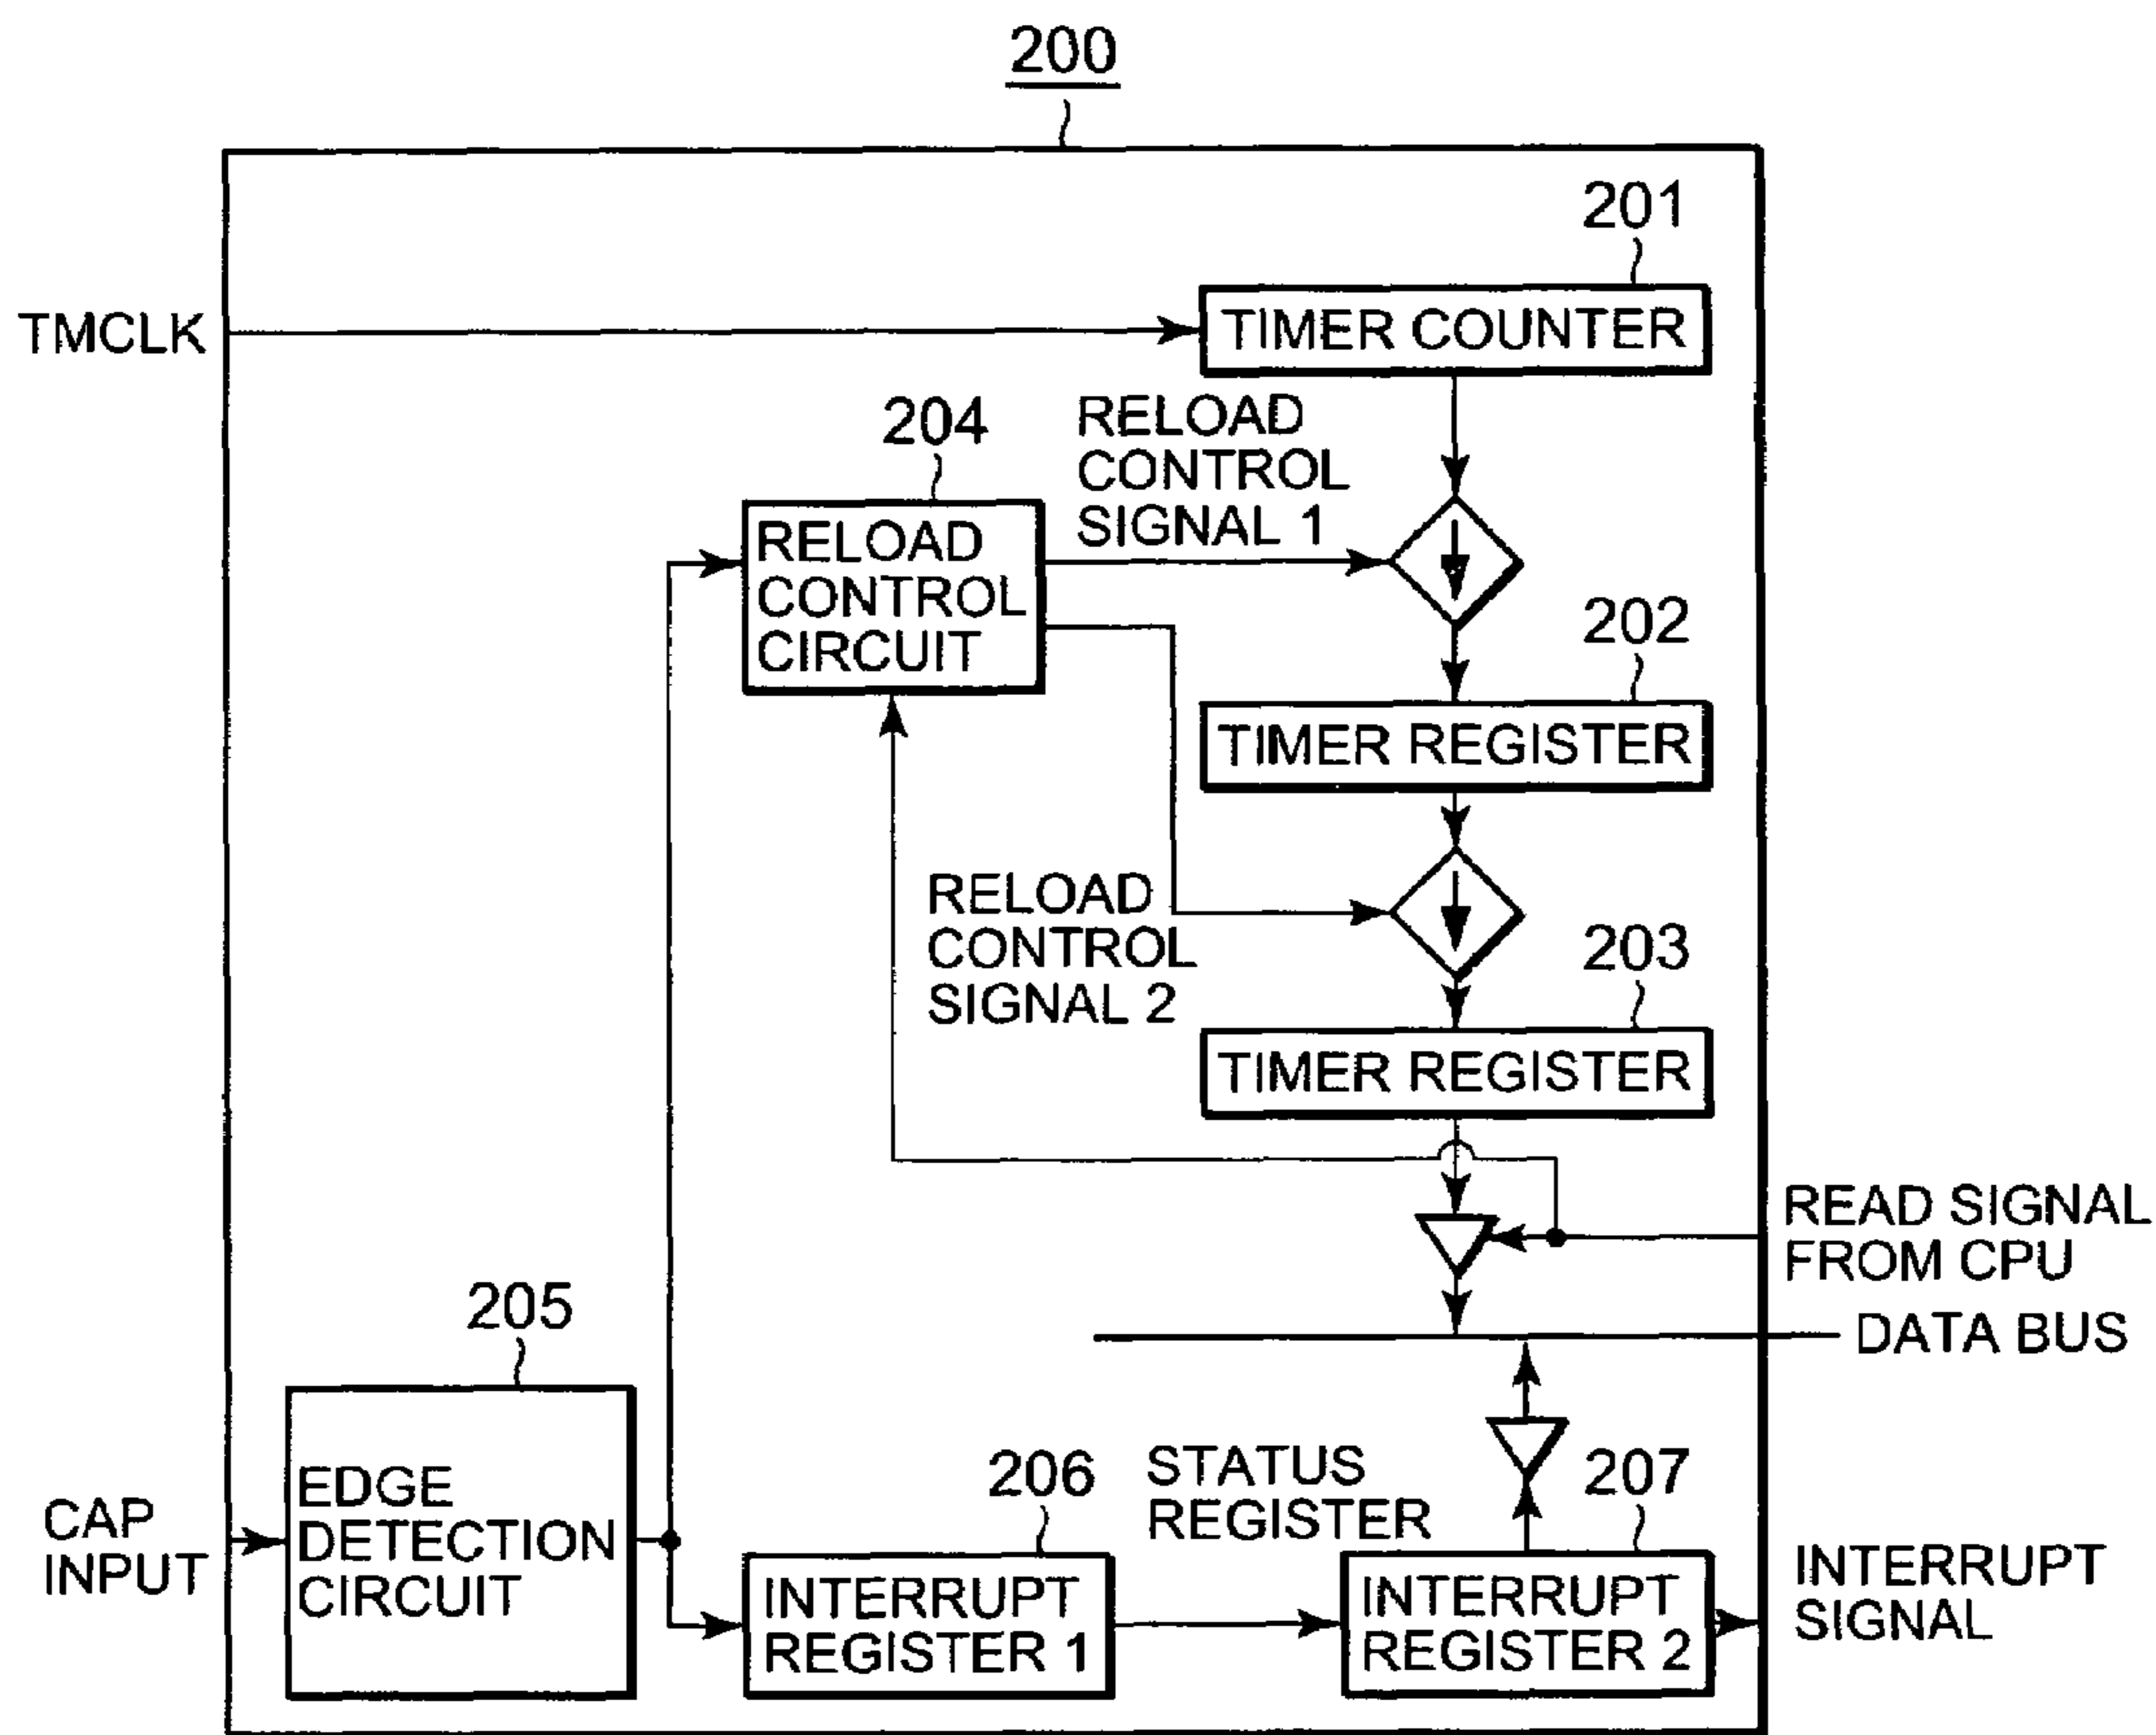 200
201
TMCLK
TIMER COUNTER
204
RELOAD
CONTROL
SIGNAL 1
RELOAD
CONTROL
CIRCUIT
202
TIMER REGISTER
RELOAD
CONTROL
SIGNAL 2
203
TIMER REGISTER
READ SIGNAL
FROM CPU
DATA BUS
205
EDGE
DETECTION
CIRCUIT
CAP
INPUT
206
INTERRUPT
REGISTER 1
STATUS
REGISTER
207
INTERRUPT
REGISTER 2
INTERRUPT
SIGNAL